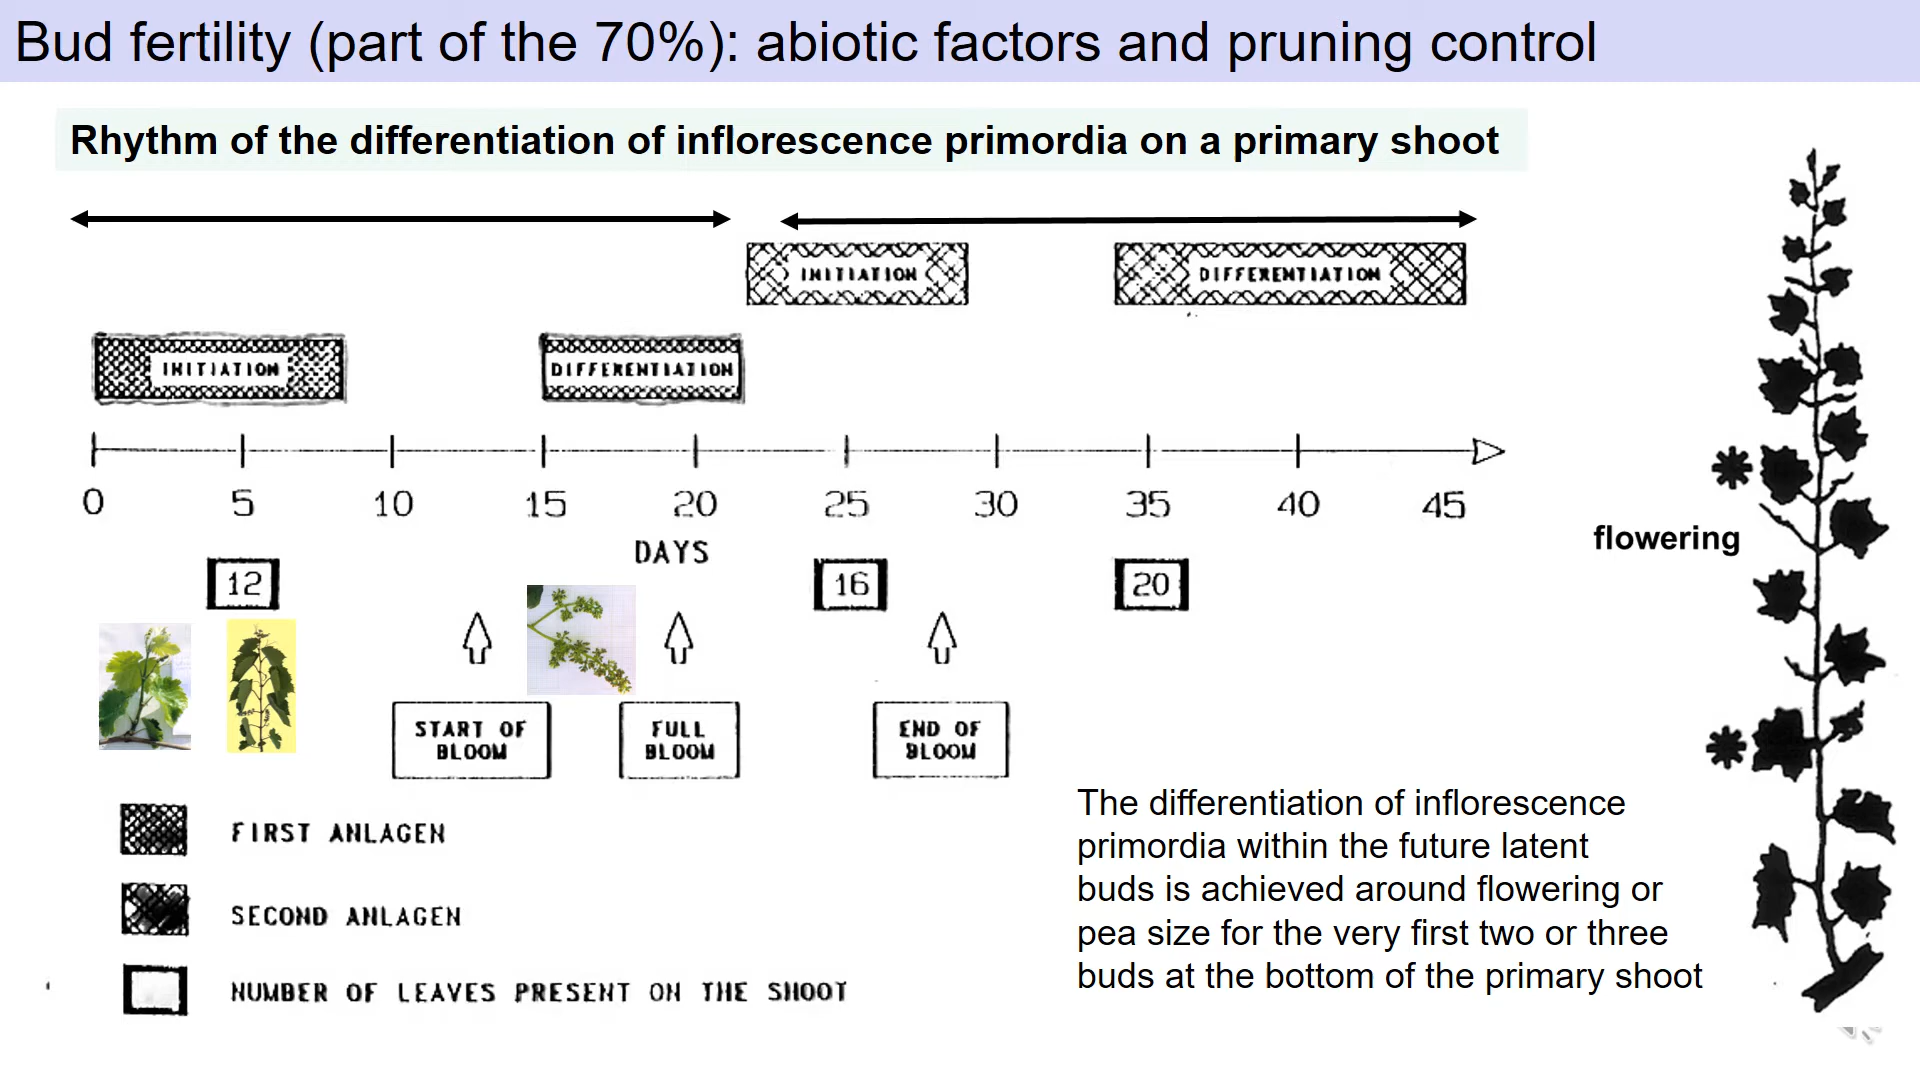 Bud fertility (part of the 70%): abiotic factors and pruning control
Rhythm of the differentiation of inflorescence primordia on a primary shoot
INITIATION
DIFFERENTIATION
INITIATION
DIFFERENTIATION
0 5 10 15 20 25 30 35 40 45
DAYS
flowering
12
16
20
START OF
BLOOM
FULL
BLOOM
END OF
BLOOM
FIRST ANLAGEN
SECOND ANLAGEN
NUMBER OF LEAVES PRESENT ON THE SHOOT
The differentiation of inflorescence
primordia within the future latent
buds is achieved around flowering or
pea size for the very first two or three
buds at the bottom of the primary shoot